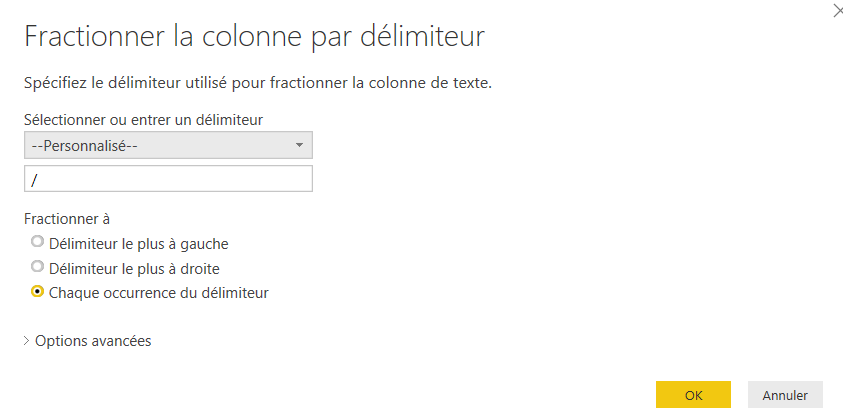 Fractionner la colonne par délimiteur
Spécifiez le délimiteur utilisé pour fractionner la colonne de texte.
Sélectionner ou entrer un délimiteur
--Personnalisé--
/
Fractionner à
Délimiteur le plus à gauche
Délimiteur le plus à droite
Chaque occurrence du délimiteur
Options avancées
OK
Annuler